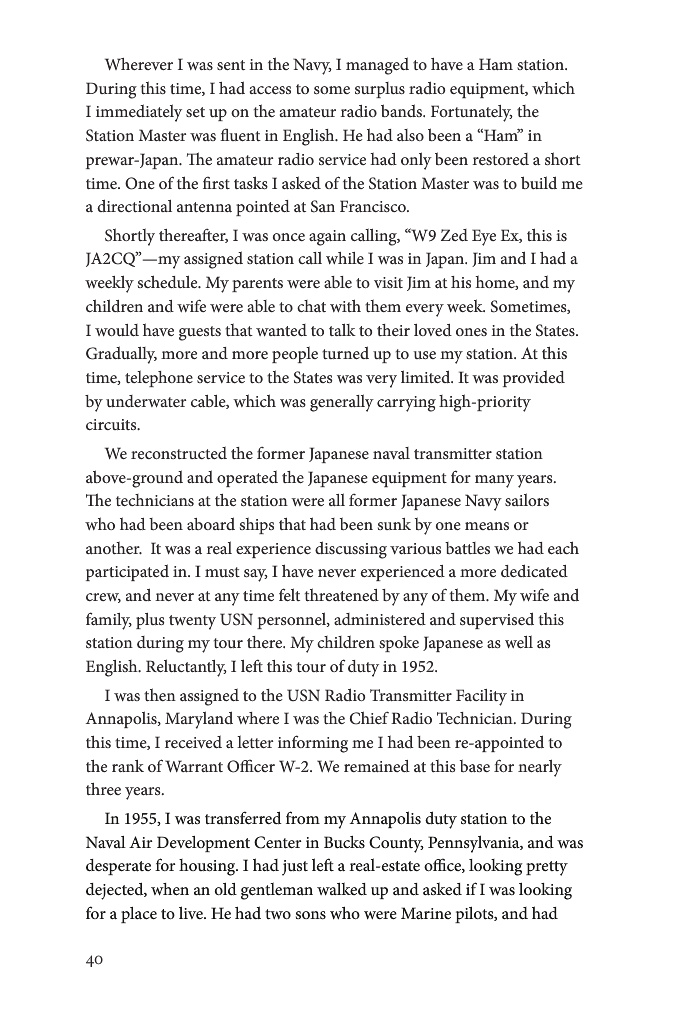 Wherever I was sent in the Navy, I managed to have a Ham station.
During this time, I had access to some surplus radio equipment, which
I immediately set up on the amateur radio bands. Fortunately, the
Station Master was fluent in English. He had also been a “Ham” in
prewar-Japan. The amateur radio service had only been restored a short
time. One of the first tasks I asked of the Station Master was to build me
a directional antenna pointed at San Francisco.
Shortly thereafter, I was once again calling, “W9 Zed Eye Ex, this is
JA2CQ”—my assigned station call while I was in Japan. Jim and I had a
weekly schedule. My parents were able to visit Jim at his home, and my
children and wife were able to chat with them every week. Sometimes,
I would have guests that wanted to talk to their loved ones in the States.
Gradually, more and more people turned up to use my station. At this
time, telephone service to the States was very limited. It was provided
by underwater cable, which was generally carrying high-priority
circuits.
We reconstructed the former Japanese naval transmitter station
above-ground and operated the Japanese equipment for many years.
The technicians at the station were all former Japanese Navy sailors
who had been aboard ships that had been sunk by one means or
another.  It was a real experience discussing various battles we had each
participated in. I must say, I have never experienced a more dedicated
crew, and never at any time felt threatened by any of them. My wife and
family, plus twenty USN personnel, administered and supervised this
station during my tour there. My children spoke Japanese as well as
English. Reluctantly, I left this tour of duty in 1952.
I was then assigned to the USN Radio Transmitter Facility in
Annapolis, Maryland where I was the Chief Radio Technician. During
this time, I received a letter informing me I had been re-appointed to
the rank of Warrant Officer W-2. We remained at this base for nearly
three years.
In 1955, I was transferred from my Annapolis duty station to the
Naval Air Development Center in Bucks County, Pennsylvania, and was
desperate for housing. I had just left a real-estate office, looking pretty
dejected, when an old gentleman walked up and asked if I was looking
for a place to live. He had two sons who were Marine pilots, and had
40